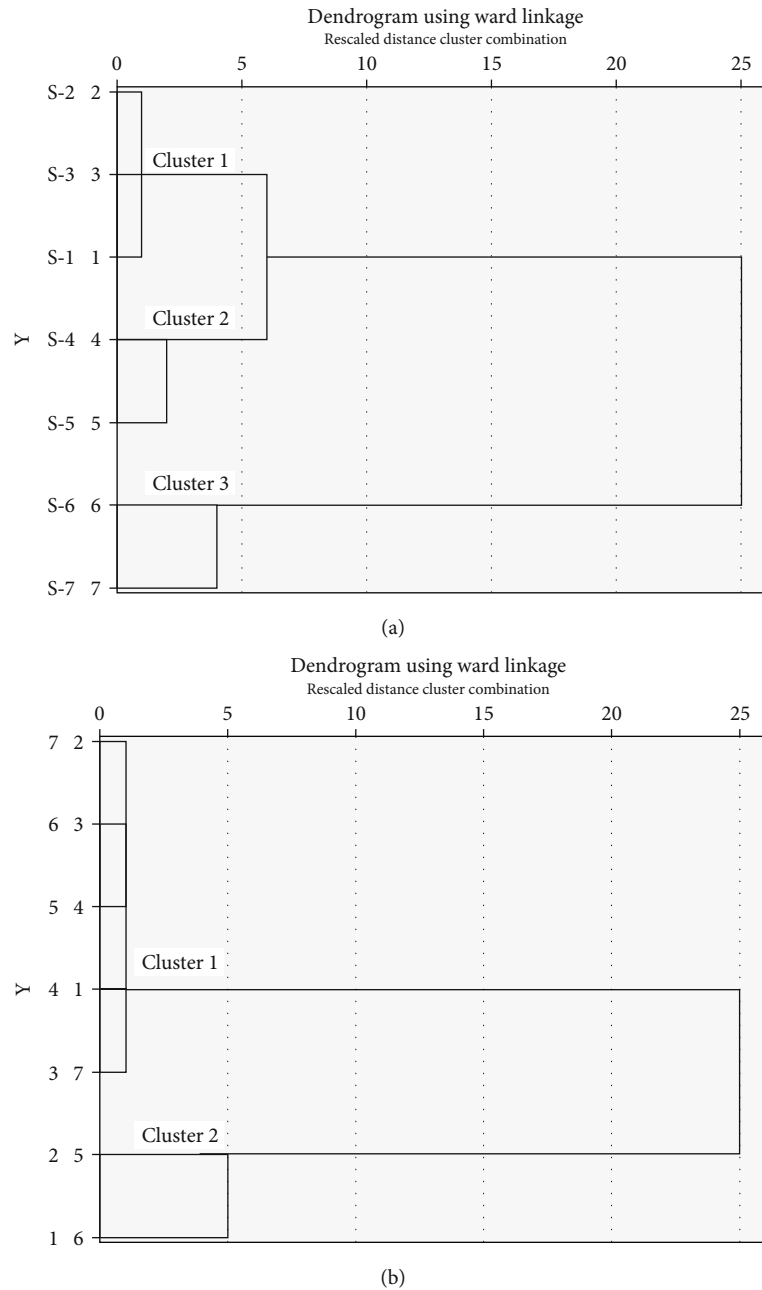 Dendrogram using ward linkage
Rescaled distance cluster combination
0 5 10 15 20 25
S-2 2
Cluster 1
S-3 3
S-1 1
Cluster 2
Y S-4 4
S-5 5
Cluster 3
S-6 6
S-7 7
(a)
Dendrogram using ward linkage
Rescaled distance cluster combination
0 5 10 15 20 25
7 2
6 3
5 4
Cluster 1
Y 4 1
3 7
Cluster 2
2 5
1 6
(b)